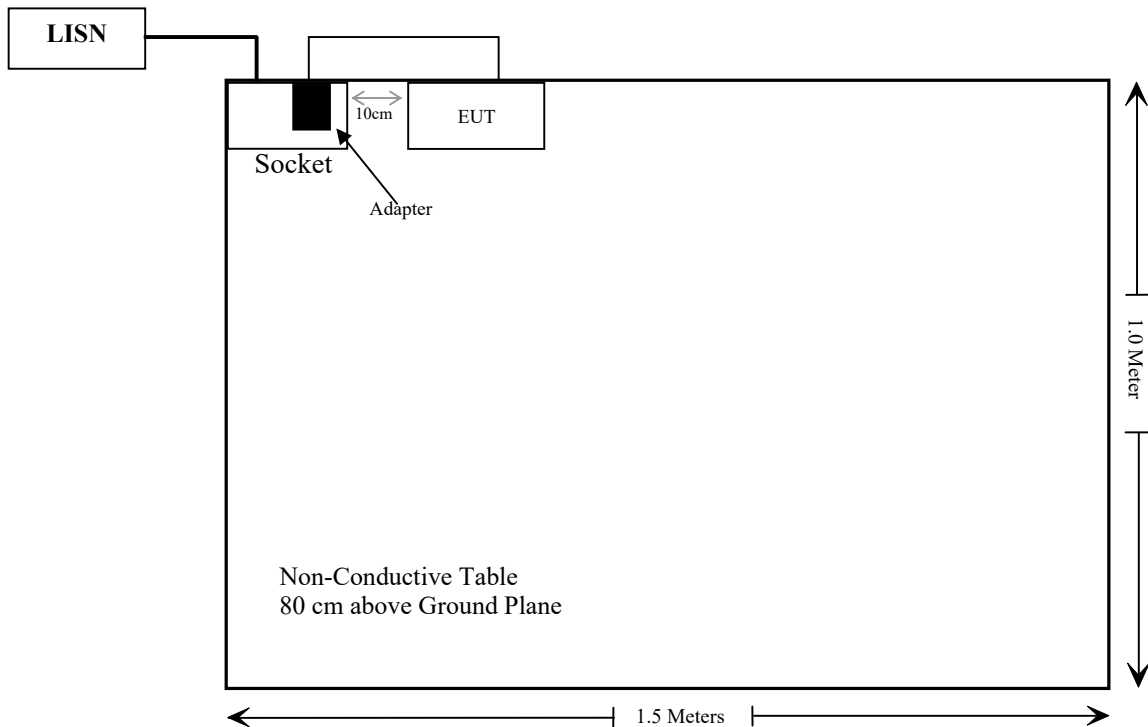 LISN
10cm
EUT
Socket
Adapter
1.0 Meter
Non-Conductive Table
80 cm above Ground Plane
1.5 Meters